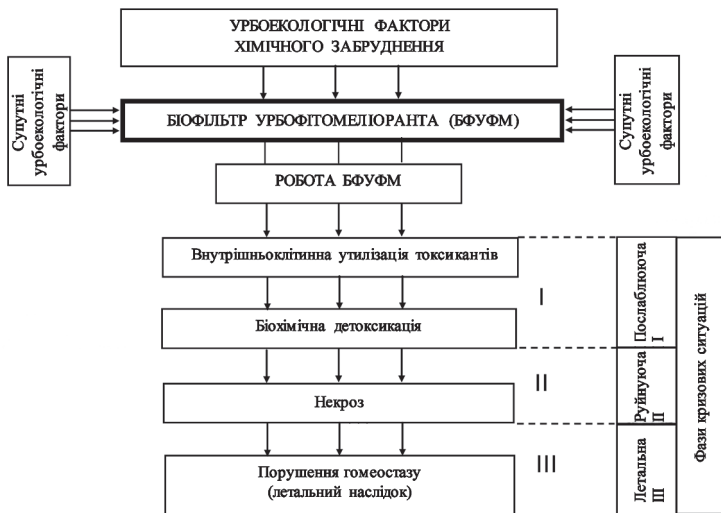 УРБОЕКОЛОГІЧНІ ФАКТОРИ
ХІМІЧНОГО ЗАБРУДНЕННЯ
Супутні
урбоекологічні
фактори
БІОФІЛЬТР УРБОФІТОМЕЛІОРАНТА (БФУФМ)
Супутні
урбоекологічні
фактори
РОБОТА БФУФМ
Внутрішньоклітинна утилізація токсикантів
Біохімічна детоксикація
Некроз
Порушення гомеостазу
(летальний наслідок)
I
II
III
Послаблююча
I
Руйнуюча
II
Летальна
III
Фази кризових ситуацій